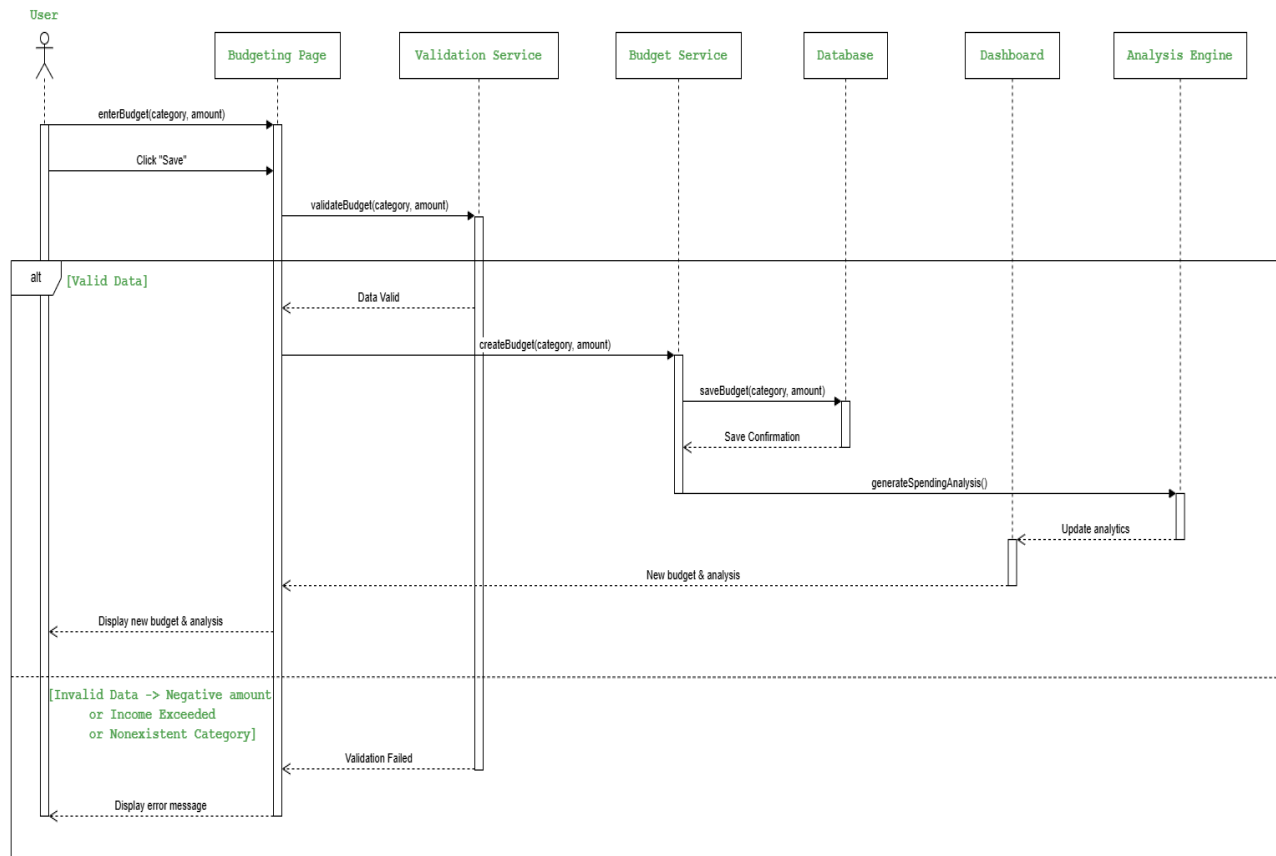 User
Budgeting Page
Validation Service
Budget Service
Database
Dashboard
Analysis Engine
enterBudget(category, amount)
Click "Save"
validateBudget(category, amount)
alt
[Valid Data]
Data Valid
createBudget(category, amount)
saveBudget(category, amount)
Save Confirmation
generateSpendingAnalysis()
Update analytics
New budget & analysis
Display new budget & analysis
[Invalid Data -> Negative amount
or Income Exceeded
or Nonexistent Category]
Validation Failed
Display error message